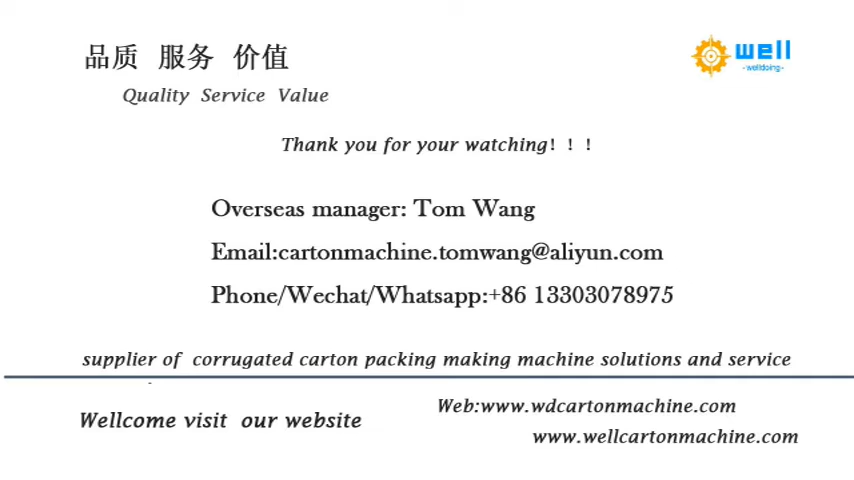 品质 服务 价值
well
-welldoing-
Quality Service Value
Thank you for your watching！！！
Overseas manager: Tom Wang
Email:cartonmachine.tomwang@aliyun.com
Phone/Wechat/Whatsapp:+86 13303078975
supplier of corrugated carton packing making machine solutions and service
Wellcome visit our website
Web:www.wdcartonmachine.com
www.wellcartonmachine.com